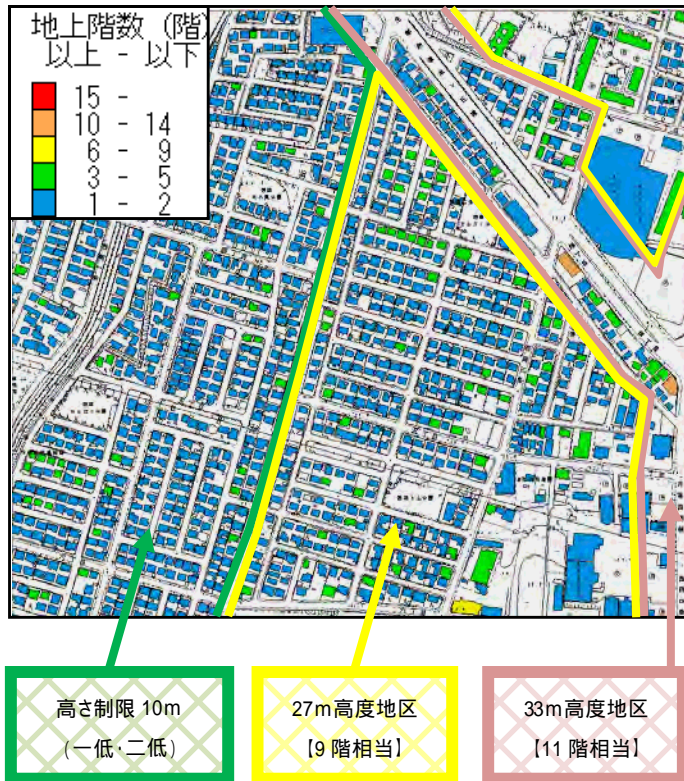 地上階数 (階)
以上 - 以下
15 -
10 - 14
6 - 9
3 - 5
1 - 2
高さ制限 10m
(一低・二低)
27m高度地区
【9 階相当】
33m高度地区
【11 階相当】